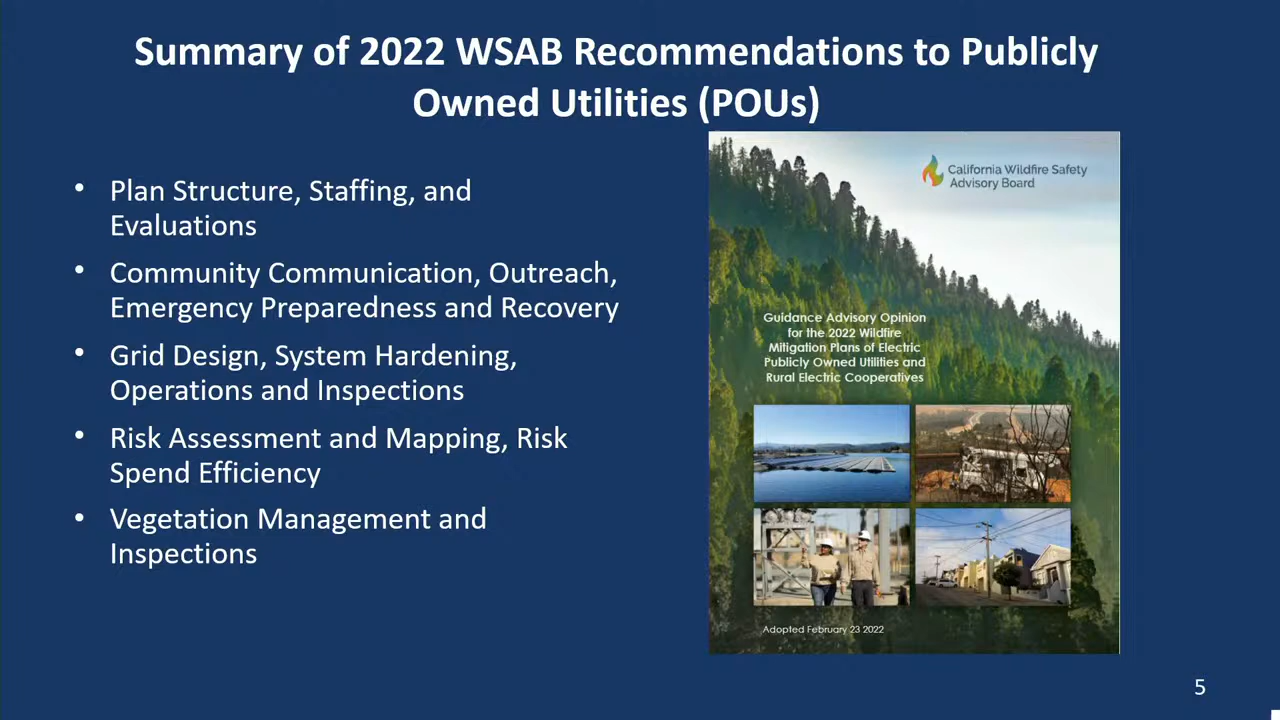 Summary of 2022 WSAB Recommendations to Publicly
Owned Utilities (POUs)
• Plan Structure, Staffing, and
Evaluations
• Community Communication, Outreach,
Emergency Preparedness and Recovery
• Grid Design, System Hardening,
Operations and Inspections
• Risk Assessment and Mapping, Risk
Spend Efficiency
• Vegetation Management and
Inspections
California Wildfire Safety
Advisory Board
Guidance Advisory Opinion
for the 2022 Wildfire
Mitigation Plans of Electric
Publicly Owned Utilities and
Rural Electric Cooperatives
Adopted February 23 2022
5